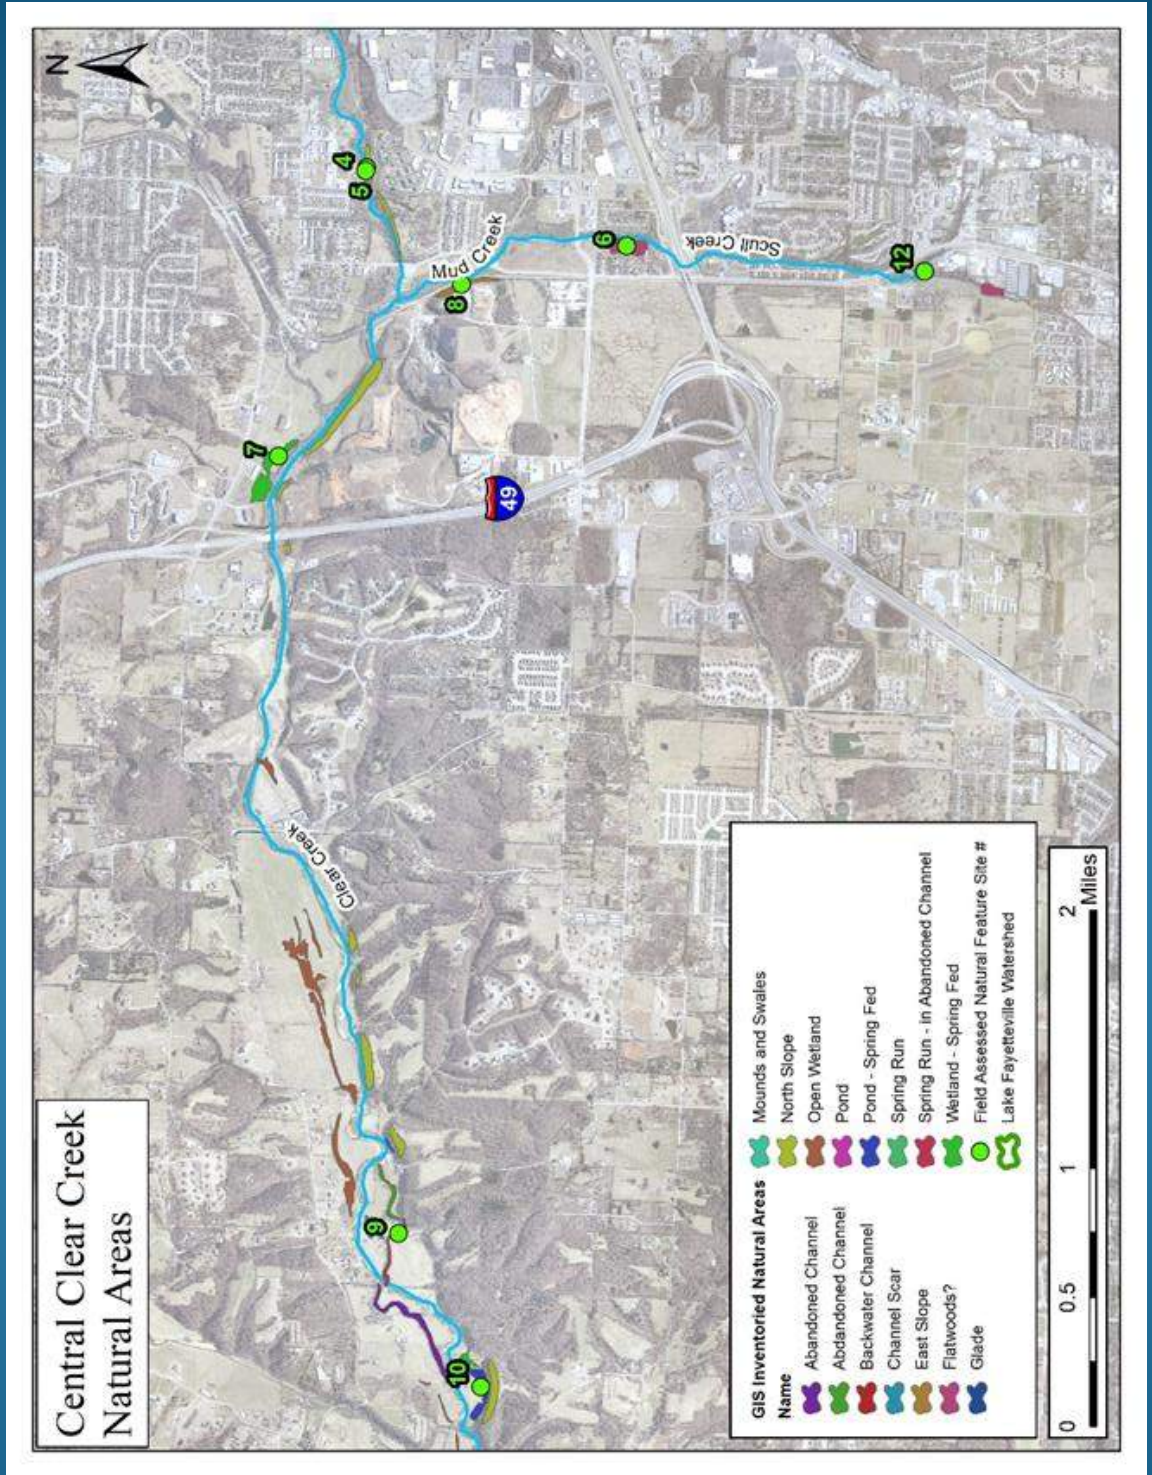 Central Clear Creek
Natural Areas
N
4
5
Mud Creek
8
6
Scull Creek
12
7
49
Clear Creek
9
10
GIS Inventoried Natural Areas
Name
Abandoned Channel
Abdandoned Channel
Backwater Channel
Channel Scar
East Slope
Flatwoods?
Glade
Mounds and Swales
North Slope
Open Wetland
Pond
Pond - Spring Fed
Spring Run
Spring Run - in Abandoned Channel
Wetland - Spring Fed
Field Assessed Natural Feature Site #
Lake Fayetteville Watershed
0 0.5 1 2
Miles